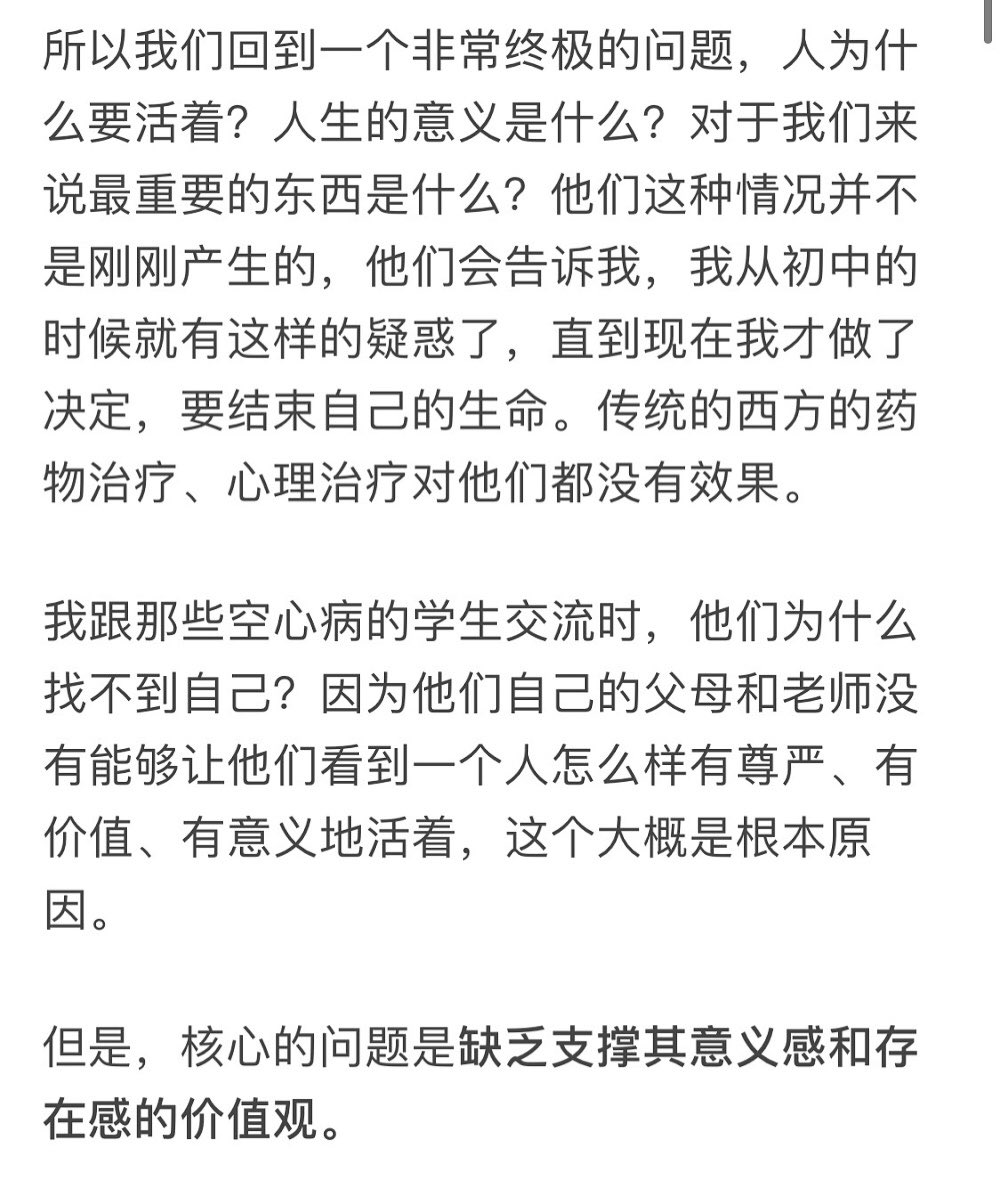 所以我们回到一个非常终极的问题，人为什
么要活着？人生的意义是什么？对于我们来
说最重要的东西是什么？他们这种情况并不
是刚刚产生的，他们会告诉我，我从初中的
时候就有这样的疑惑了，直到现在我才做了
决定，要结束自己的生命。传统的西方的药
物治疗、心理治疗对他们都没有效果。
我跟那些空心病的学生交流时，他们为什么
找不到自己？因为他们自己的父母和老师没
有能够让他们看到一个人怎么样有尊严、有
价值、有意义地活着，这个大概是根本原
因。
但是，核心的问题是缺乏支撑其意义感和存
在感的价值观。